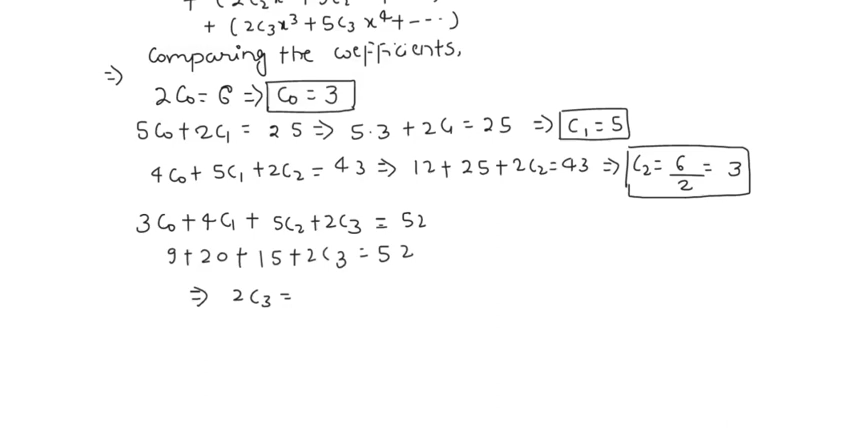 + (2C3x³ + 5C3x⁴ + ---)
Comparing the coefficients,
⇒
2C0 = 6 ⇒ C0 = 3
5C0 + 2C1 = 25 ⇒ 5·3 + 2C1 = 25 ⇒ C1 = 5
4C0 + 5C1 + 2C2 = 43 ⇒ 12 + 25 + 2C2 = 43 ⇒ C2 = 6/2 = 3
3C0 + 4C1 + 5C2 + 2C3 = 52
9 + 20 + 15 + 2C3 = 52
⇒ 2C3 =